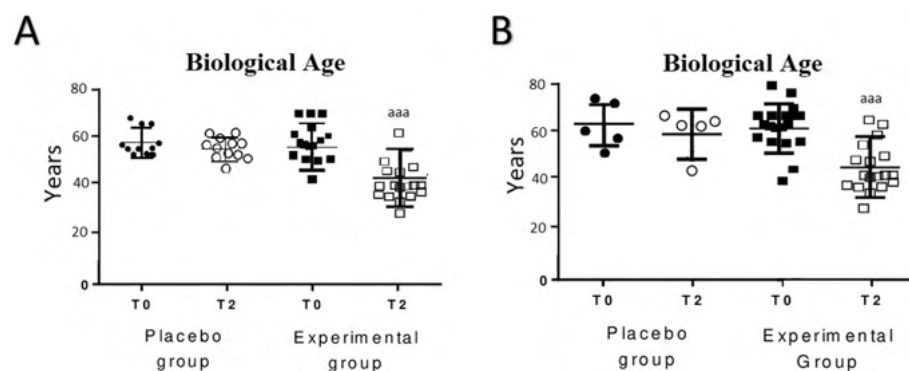 A
Biological Age
aaa
80
60
40
20
0
Years
T0 T2 T0 T2
Placebo Experimental
group group
B
Biological Age
aaa
80
60
40
20
0
Years
T0 T2 T0 T2
Placebo Experimental
group Group